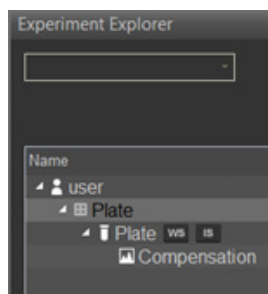 Experiment Explorer
Name
user
Plate
Plate WS IS
Compensation